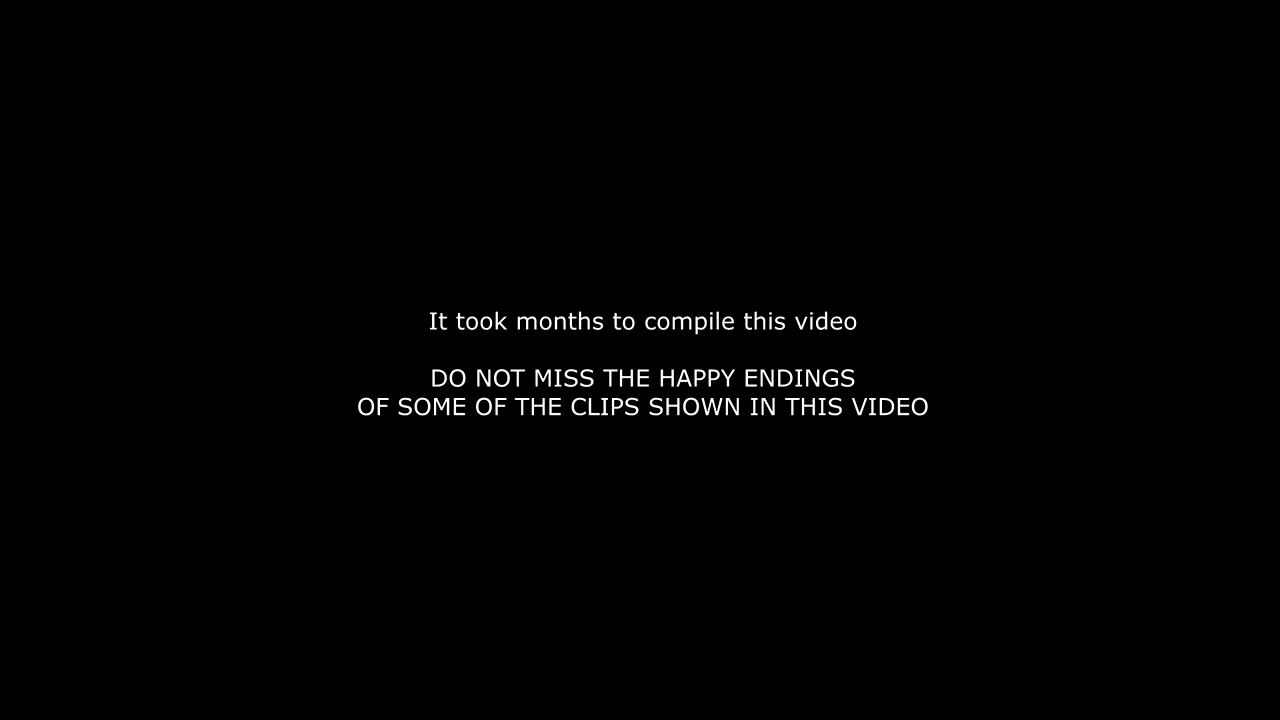 It took months to compile this video
DO NOT MISS THE HAPPY ENDINGS
OF SOME OF THE CLIPS SHOWN IN THIS VIDEO